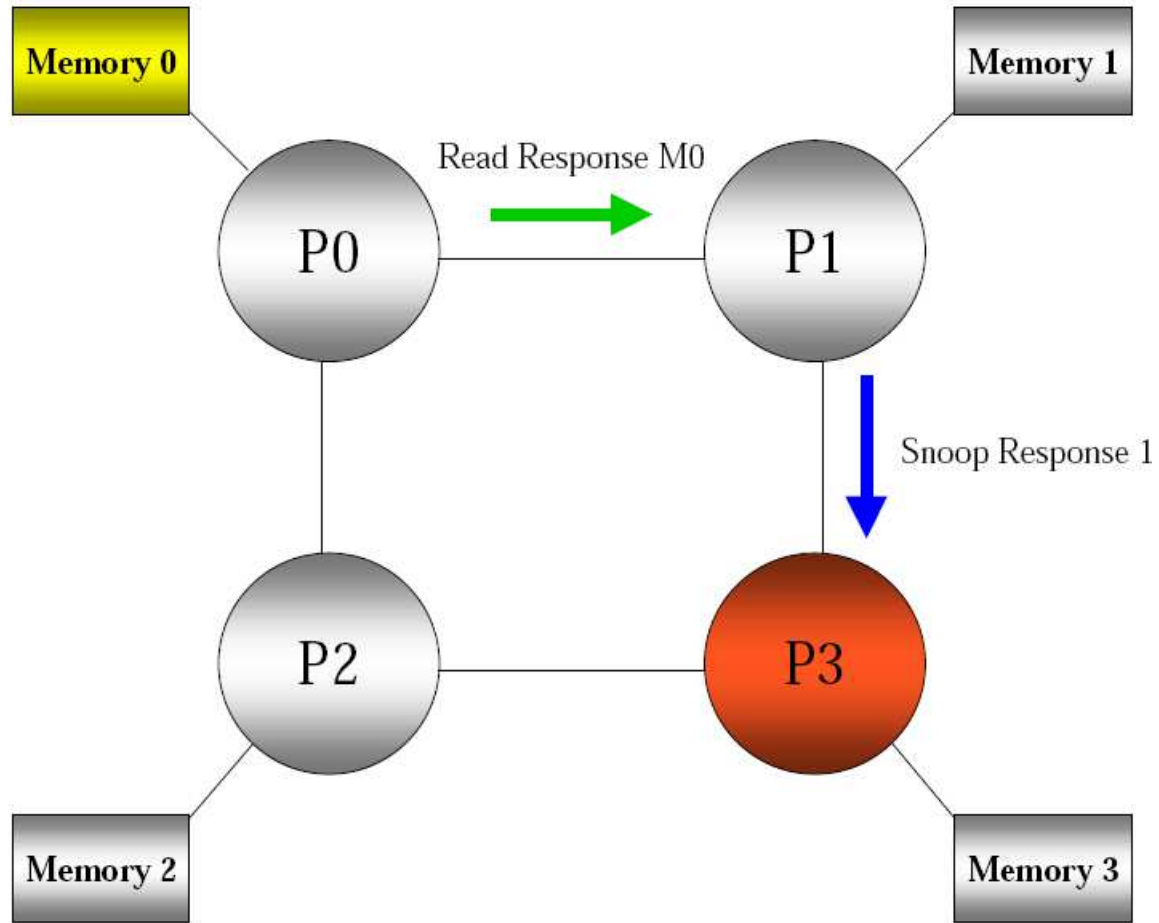 Memory 0
Memory 1
Read Response M0
P0
P1
Snoop Response 1
P2
P3
Memory 2
Memory 3